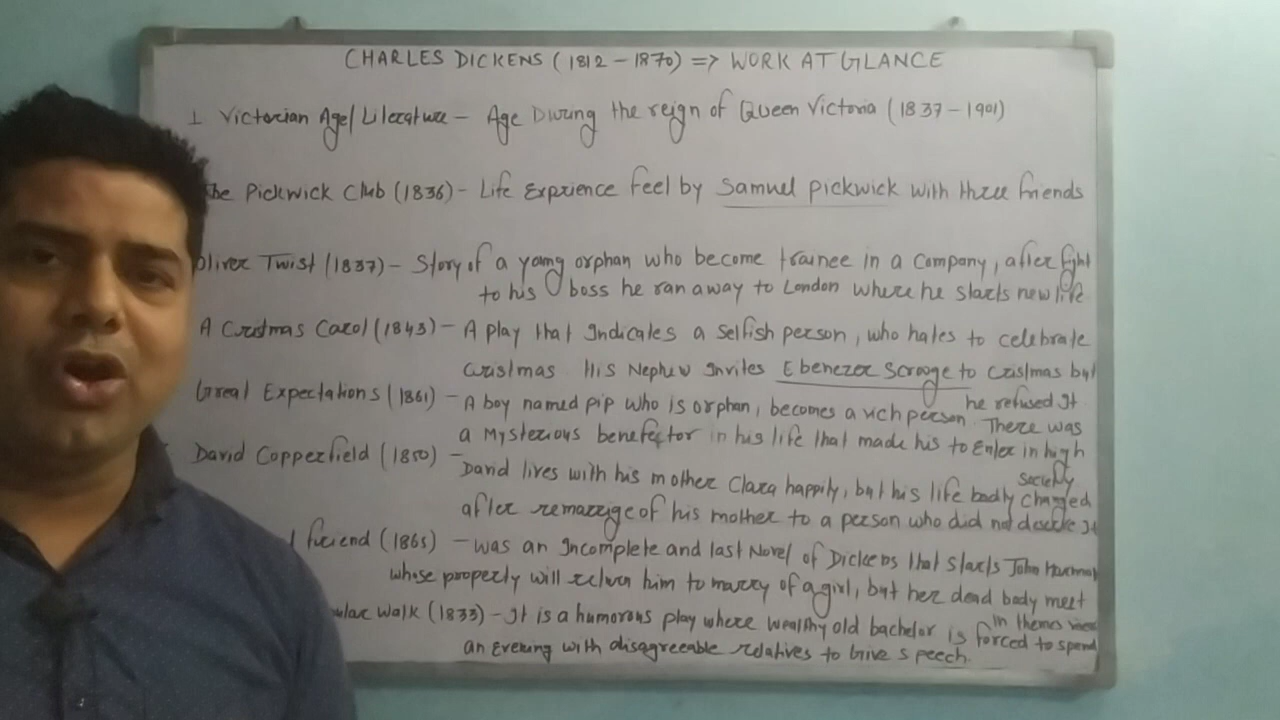 CHARLES DICKENS (1812 - 1870) => WORK AT GLANCE
1 Victorian Age/Literature - Age During the reign of Queen Victoria (1837-1901)
he Pickwick Club (1836) - Life Exprience feel by Samuel pickwick with three friends
oliver Twist (1837) - Story of a young orphan who become trainee in a company, after fight
to his boss he ran away to London where he starts new life
A Cristmas Carol (1843) - A play that Indicates a selfish person, who hates to celebrate
cristmas. His Nephew Invites Ebenezer Scrooge to cristmas but
he refused It
Great Expectations (1861) - A boy named pip who is orphan, becomes a rich person. There was
a Mysterious benefector in his life that made his to Enter in high
society
David Copperfield (1850) - David lives with his mother Clara happily, but his life badly changed
after remarrige of his mother to a person who did not It
l friend (1865) - was an Incomplete and last Novel of Dickens that starts John
whose property will return him to marry of a girl, but her dead body meet
in themes
ular Walk (1833) - It is a humorous play where wealthy old bachelor is forced to spend
an Evening with disagreeable relatives to Give speech.